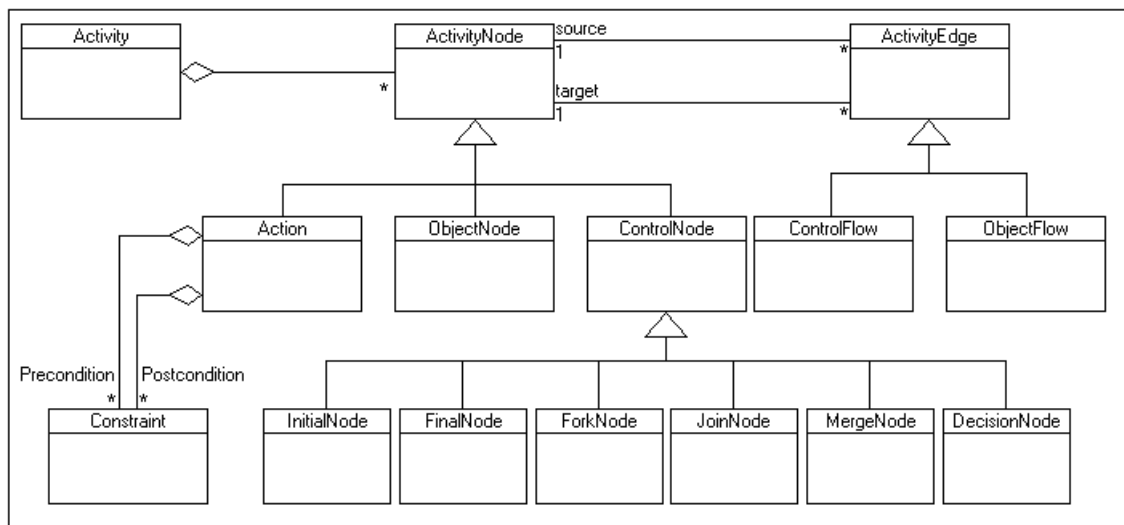 Activity
ActivityNode
ActivityEdge
source
1
*
*
target
1
*
Action
ObjectNode
ControlNode
ControlFlow
ObjectFlow
Precondition
Postcondition
*
*
Constraint
InitialNode
FinalNode
ForkNode
JoinNode
MergeNode
DecisionNode